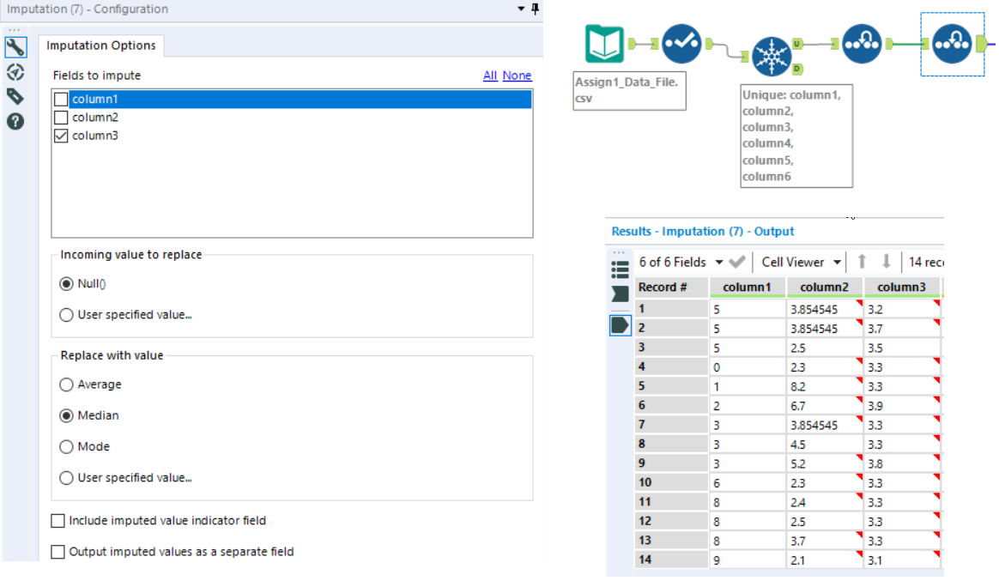 Imputation (7) - Configuration
Imputation Options
Fields to impute
All None
column1
column2
column3
Incoming value to replace
Null()
User specified value...
Replace with value
Average
Median
Mode
User specified value...
Include imputed value indicator field
Output imputed values as a separate field
Assign1_Data_File.
csv
U
D
Unique: column1,
column2,
column3,
column4,
column5,
column6
Results - Imputation (7) - Output
6 of 6 Fields Cell Viewer 14 reco
Record # column1 column2 column3
1 5 3.854545 3.2
2 5 3.854545 3.7
3 5 2.5 3.5
4 0 2.3 3.3
5 1 8.2 3.3
6 2 6.7 3.9
7 3 3.854545 3.3
8 3 4.5 3.3
9 3 5.2 3.8
10 6 2.3 3.3
11 8 2.4 3.3
12 8 2.5 3.3
13 8 3.7 3.3
14 9 2.1 3.1